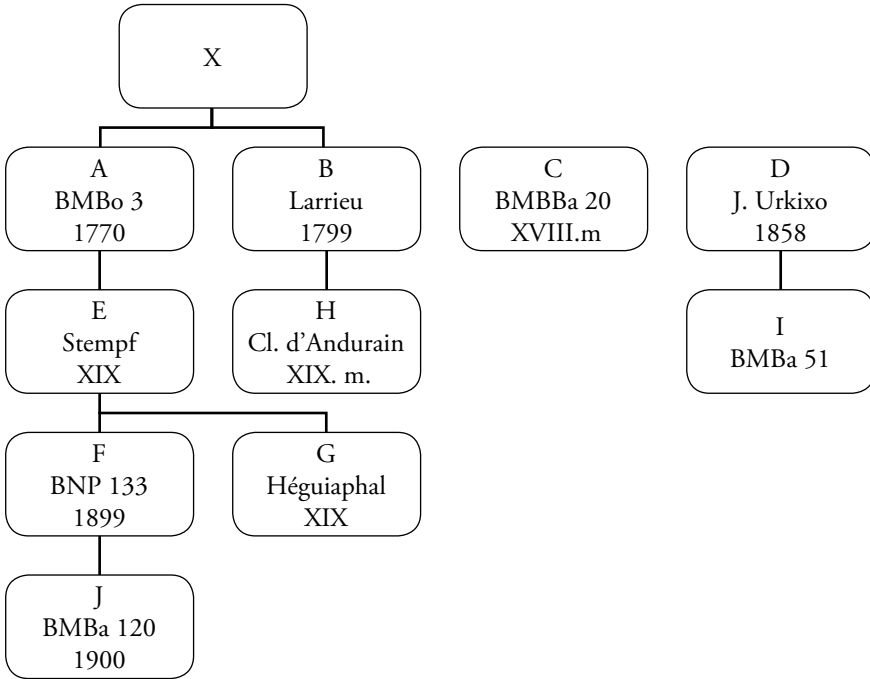 X
A
BMBo 3
1770
B
Larrieu
1799
C
BMBBa 20
XVIII.m
D
J. Urkixo
1858
E
Stempf
XIX
H
Cl. d’Andurain
XIX. m.
I
BMBa 51
F
BNP 133
1899
G
Héguiaphal
XIX
J
BMBa 120
1900